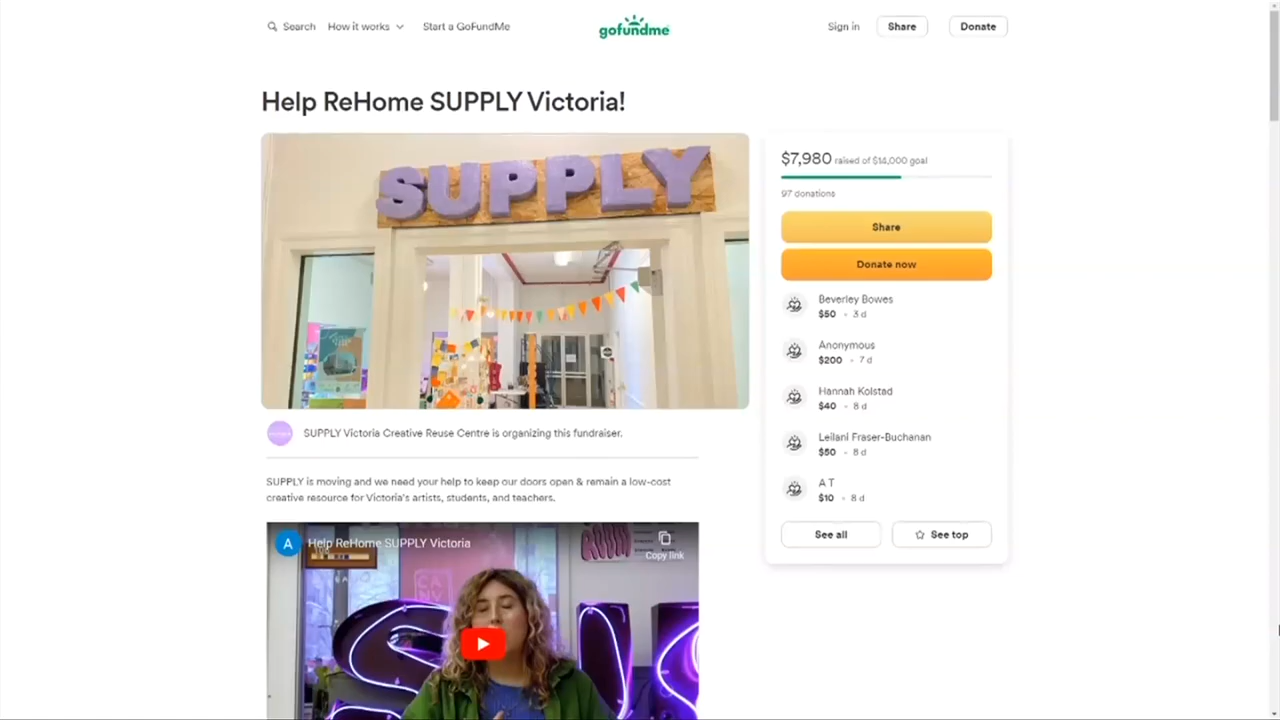 Search How it works Start a GoFundMe gofundme Sign in Share Donate
Help ReHome SUPPLY Victoria!
SUPPLY
$7,980 raised of $14,000 goal
97 donations
Share
Donate now
Beverley Bowes
$50 • 3 d
Anonymous
$200 • 7 d
Hannah Kolstad
$40 • 8 d
Leilani Fraser-Buchanan
$50 • 8 d
A T
$10 • 8 d
See all See top
SUPPLY Victoria Creative Reuse Centre is organizing this fundraiser.
SUPPLY is moving and we need your help to keep our doors open & remain a low-cost
creative resource for Victoria's artists, students, and teachers.
A Help ReHome SUPPLY Victoria
Copy link